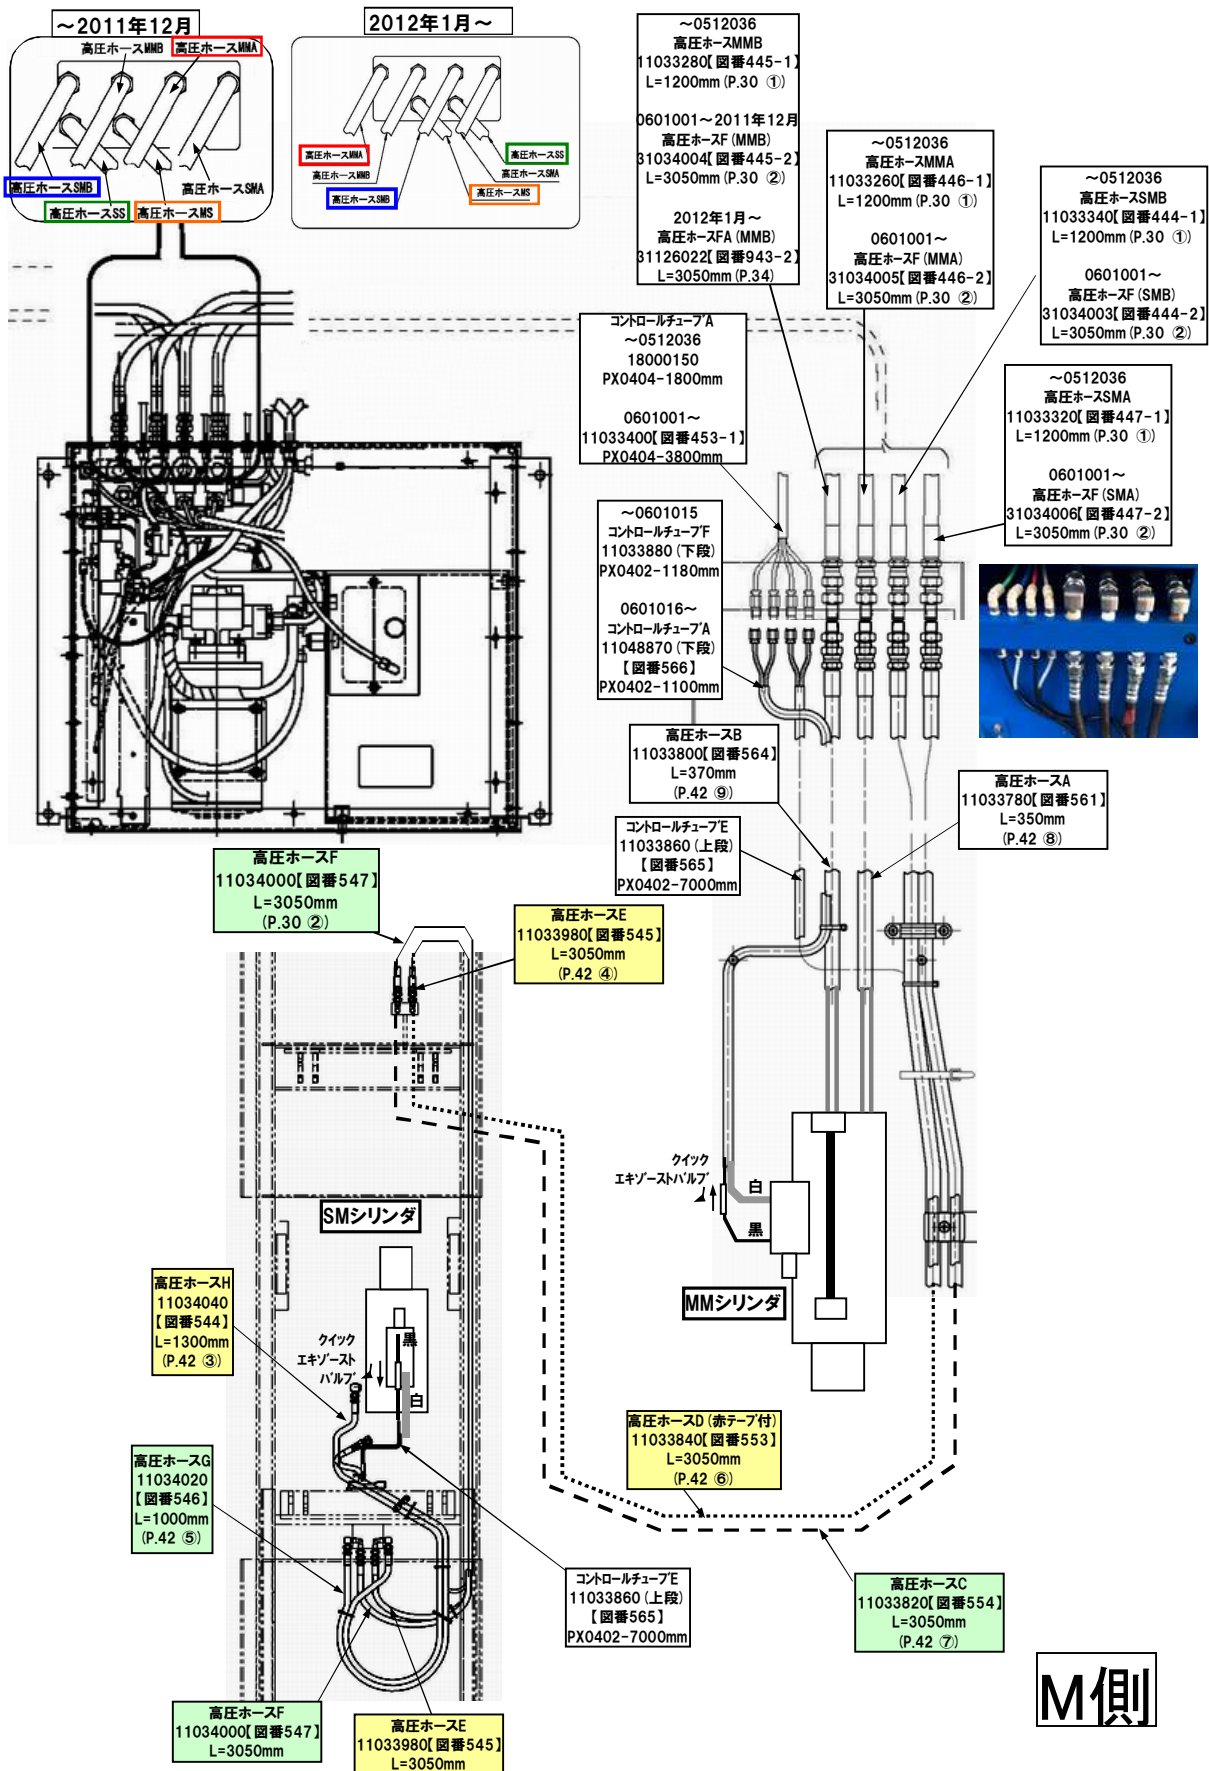 ～2011年12月
高圧ホースMMB
高圧ホースMMA
高圧ホースSMB
高圧ホースSMA
高圧ホースSS
高圧ホースMS
2012年1月～
高圧ホースMMA
高圧ホースMMB
高圧ホースSMB
高圧ホースSS
高圧ホースSMA
高圧ホースMS
～0512036
高圧ホースMMB
11033280【図番445-1】
L=1200mm (P.30 ①)
0601001～2011年12月
高圧ホースF (MMB)
31034004【図番445-2】
L=3050mm (P.30 ②)
2012年1月～
高圧ホースFA (MMB)
31126022【図番943-2】
L=3050mm (P.34)
～0512036
高圧ホースMMA
11033260【図番446-1】
L=1200mm (P.30 ①)
0601001～
高圧ホースF (MMA)
31034005【図番446-2】
L=3050mm (P.30 ②)
～0512036
高圧ホースSMB
11033340【図番444-1】
L=1200mm (P.30 ①)
0601001～
高圧ホースF (SMB)
31034003【図番444-2】
L=3050mm (P.30 ②)
～0512036
高圧ホースSMA
11033320【図番447-1】
L=1200mm (P.30 ①)
0601001～
高圧ホースF (SMA)
31034006【図番447-2】
L=3050mm (P.30 ②)
コントロールチューブA
～0512036
18000150
PX0404-1800mm
0601001～
11033400【図番453-1】
PX0404-3800mm
～0601015
コントロールチューブF
11033880 (下段)
PX0402-1180mm
0601016～
コントロールチューブA
11048870 (下段)
【図番566】
PX0402-1100mm
高圧ホースB
11033800【図番564】
L=370mm
(P.42 ⑨)
高圧ホースA
11033780【図番561】
L=350mm
(P.42 ⑧)
コントロールチューブE
11033860 (上段)
【図番565】
PX0402-7000mm
高圧ホースF
11034000【図番547】
L=3050mm
(P.30 ②)
高圧ホースE
11033980【図番545】
L=3050mm
(P.42 ④)
クイック
エキゾーストバルブ
白
黒
MMシリンダ
SMシリンダ
高圧ホースH
11034040
【図番544】
L=1300mm
(P.42 ③)
クイック
エキゾースト
バルブ
黒
白
高圧ホースG
11034020
【図番546】
L=1000mm
(P.42 ⑤)
高圧ホースD (赤テープ付)
11033840【図番553】
L=3050mm
(P.42 ⑥)
コントロールチューブE
11033860 (上段)
【図番565】
PX0402-7000mm
高圧ホースC
11033820【図番554】
L=3050mm
(P.42 ⑦)
高圧ホースF
11034000【図番547】
L=3050mm
高圧ホースE
11033980【図番545】
L=3050mm
M側